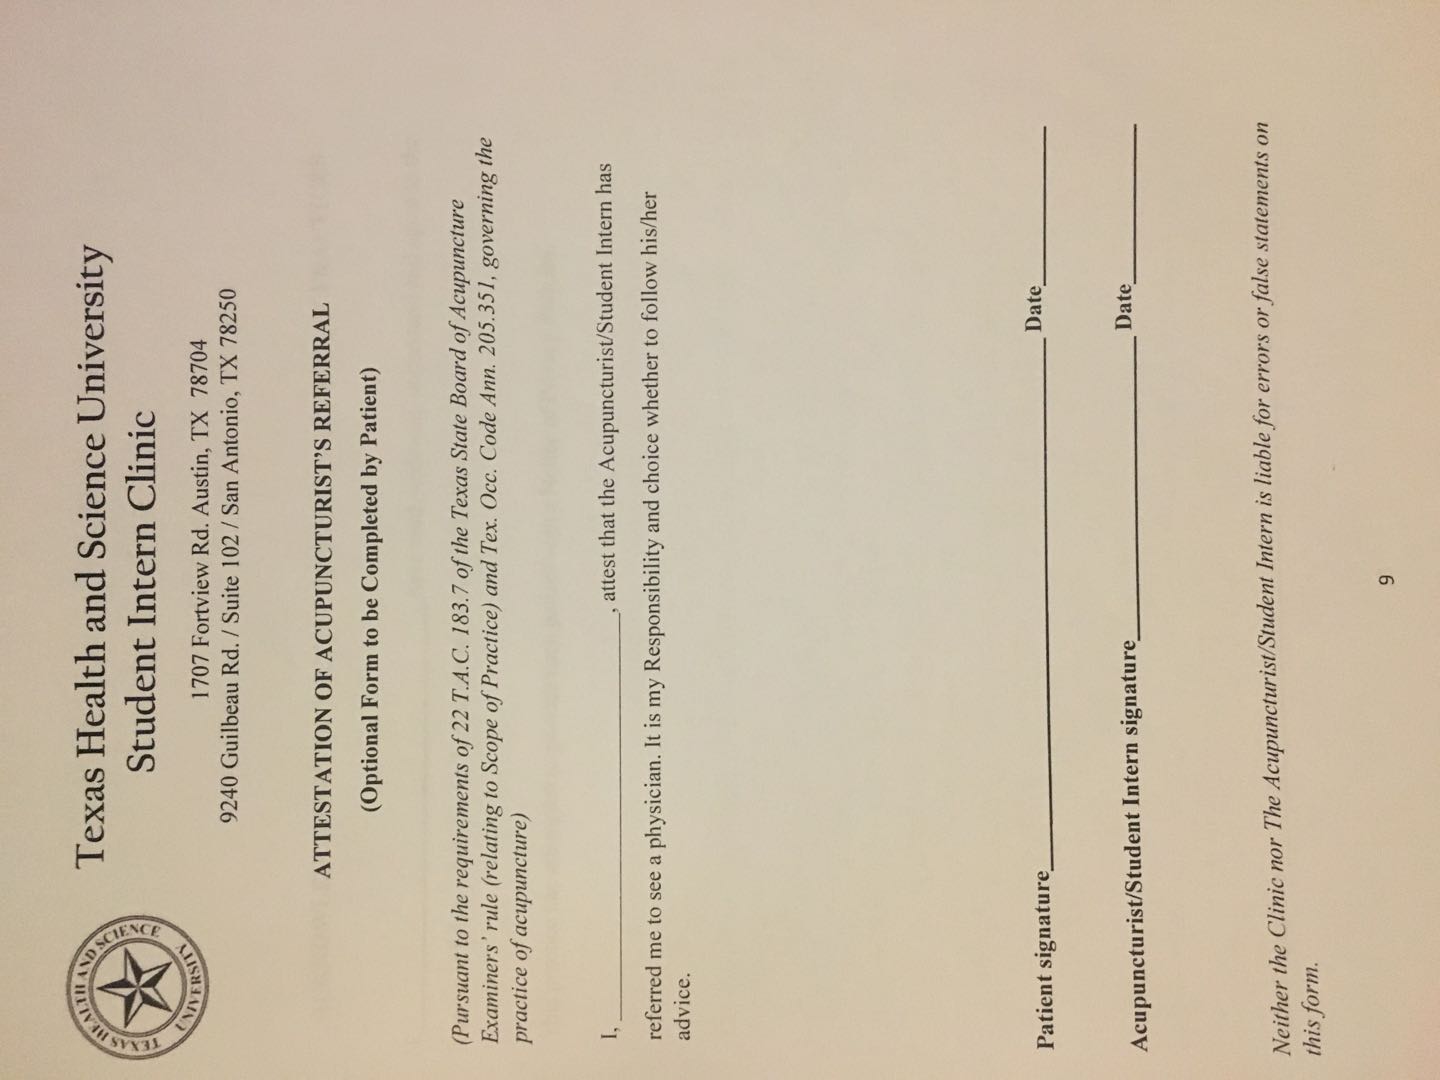 TEXAS HEALTH AND SCIENCE UNIVERSITY
Texas Health and Science University
Student Intern Clinic
1707 Fortview Rd. Austin, TX 78704
9240 Guilbeau Rd. / Suite 102 / San Antonio, TX 78250
ATTESTATION OF ACUPUNCTURIST'S REFERRAL
(Optional Form to be Completed by Patient)
(Pursuant to the requirements of 22 T.A.C. 183.7 of the Texas State Board of Acupuncture
Examiners' rule (relating to Scope of Practice) and Tex. Occ. Code Ann. 205.351, governing the
practice of acupuncture)
I, ____________________, attest that the Acupuncturist/Student Intern has
referred me to see a physician. It is my Responsibility and choice whether to follow his/her
advice.
Patient signature____________________ Date__________
Acupuncturist/Student Intern signature____________________ Date__________
Neither the Clinic nor The Acupuncturist/Student Intern is liable for errors or false statements on
this form.
9